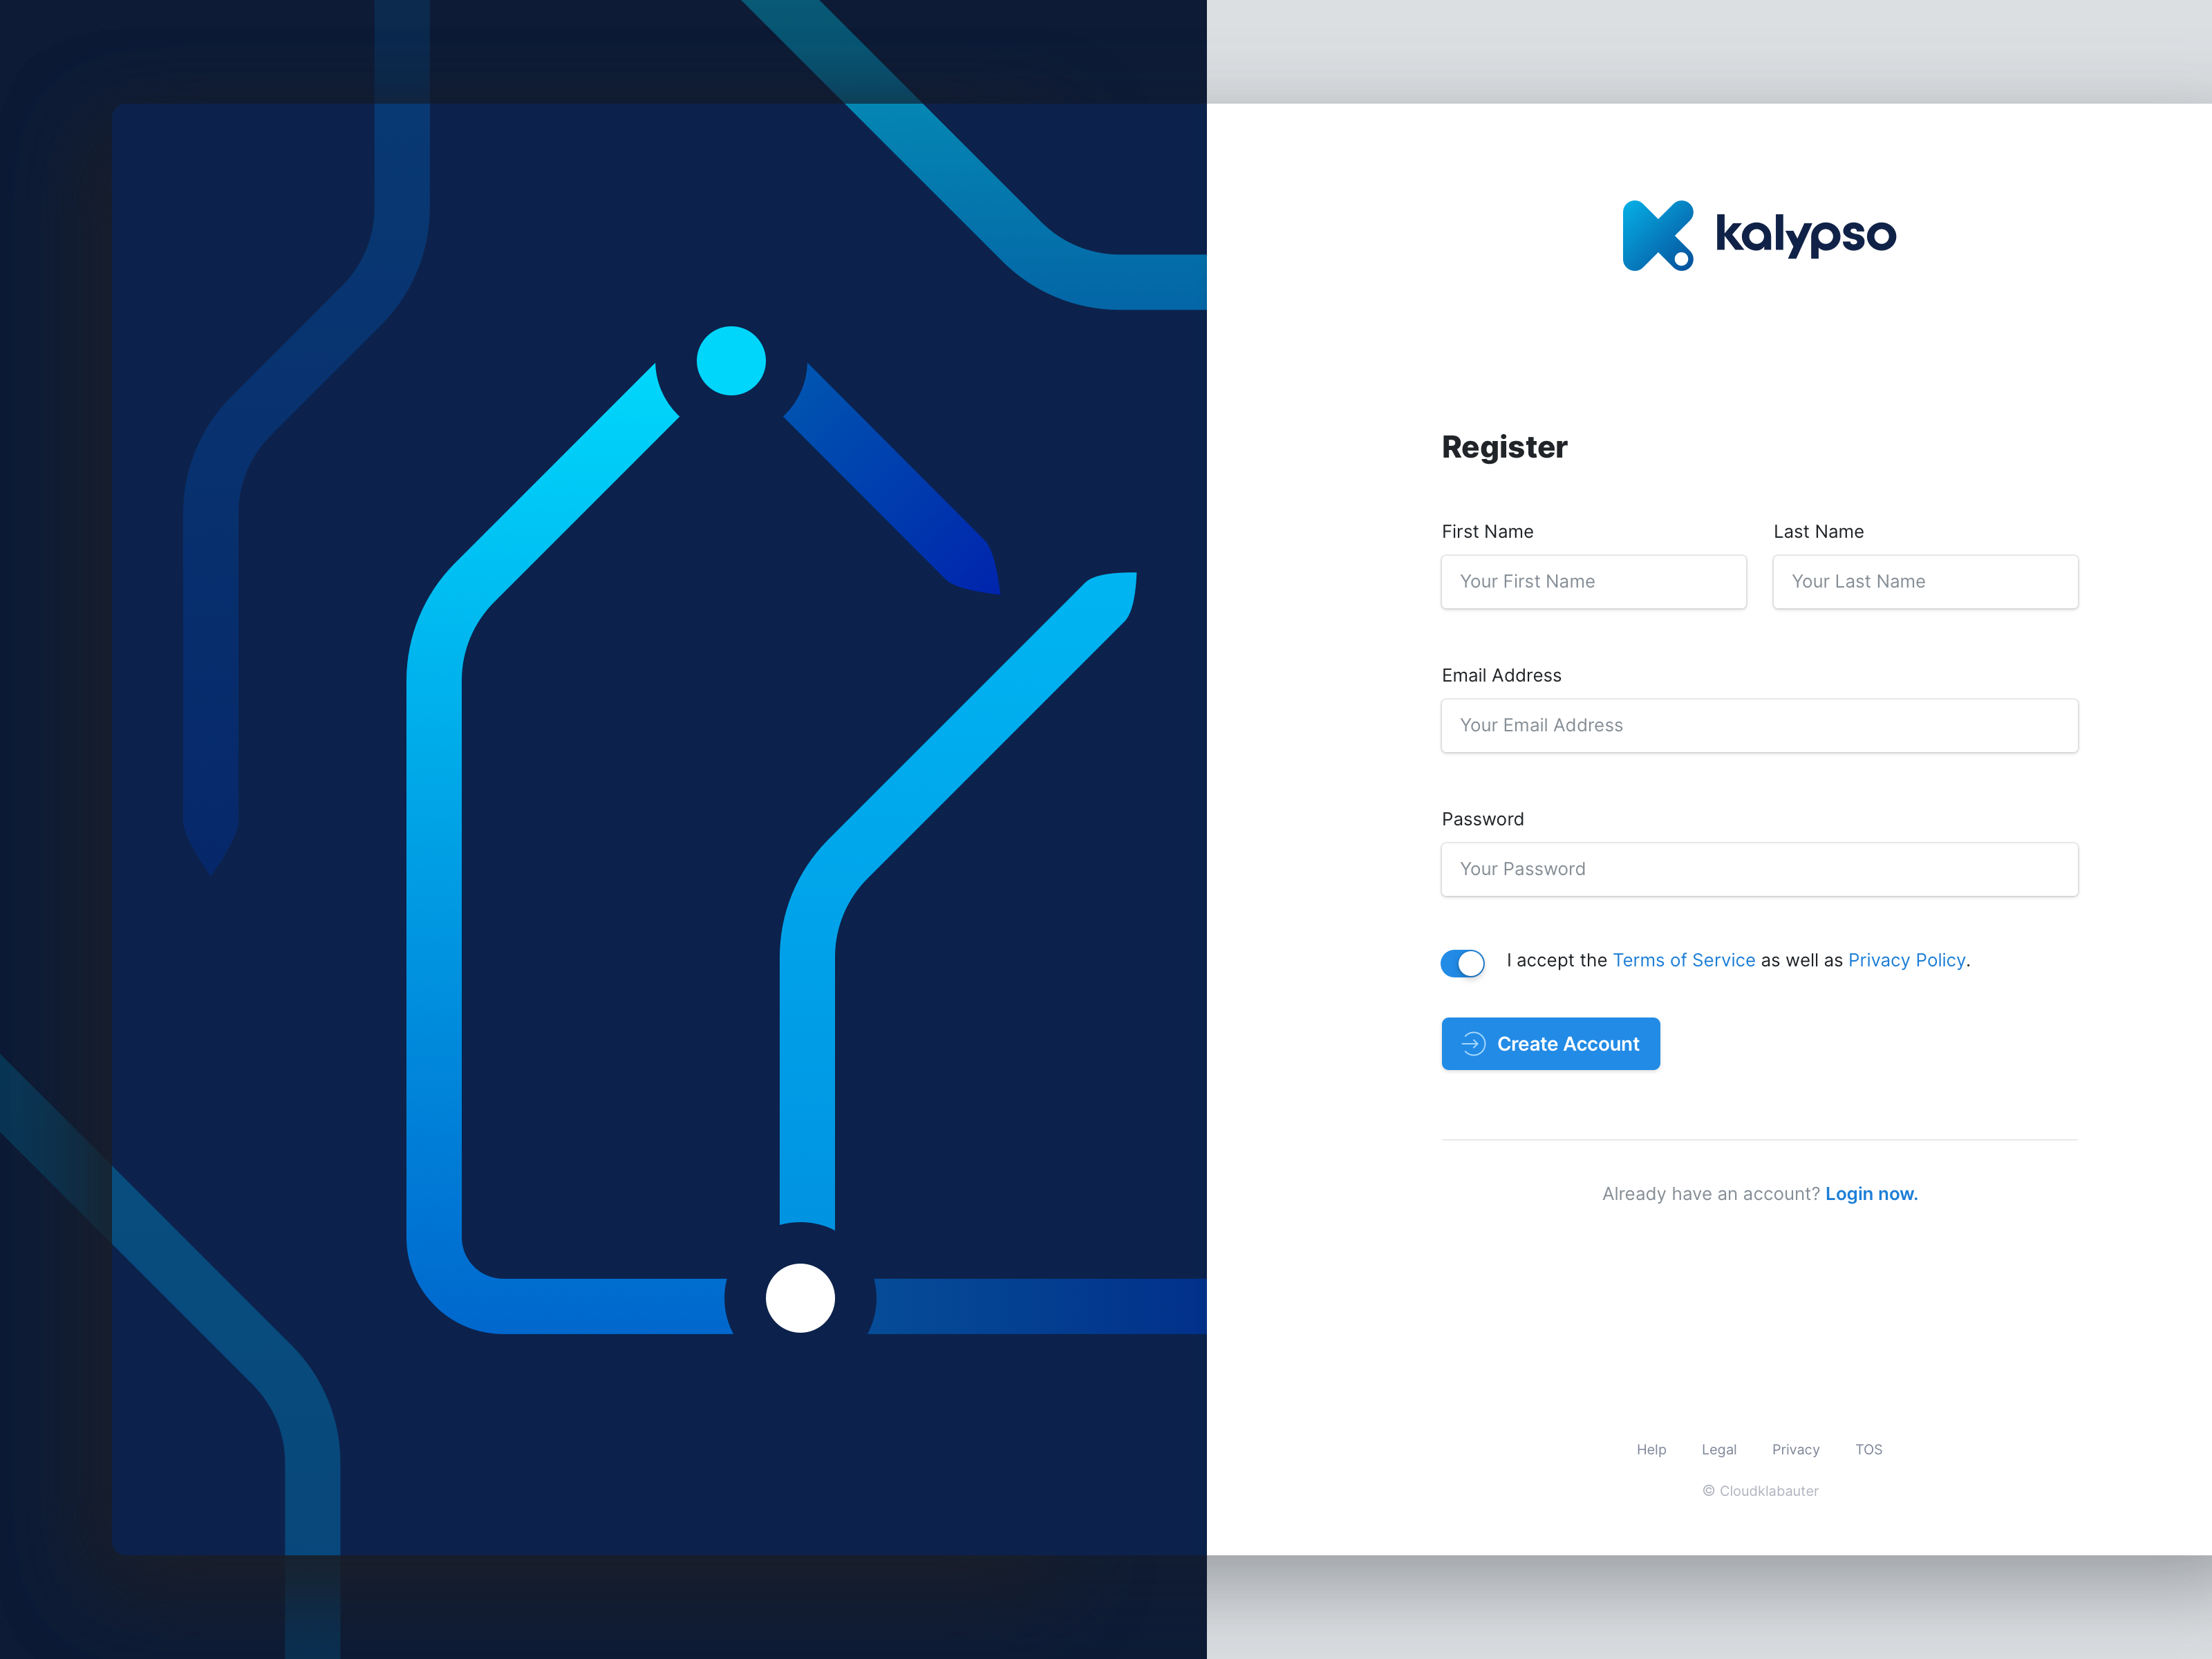 kalypso
Register
First Name
Last Name
Your First Name
Your Last Name
Email Address
Your Email Address
Password
Your Password
I accept the Terms of Service as well as Privacy Policy.
Create Account
Already have an account? Login now.
Help Legal Privacy TOS
© Cloudklabauter